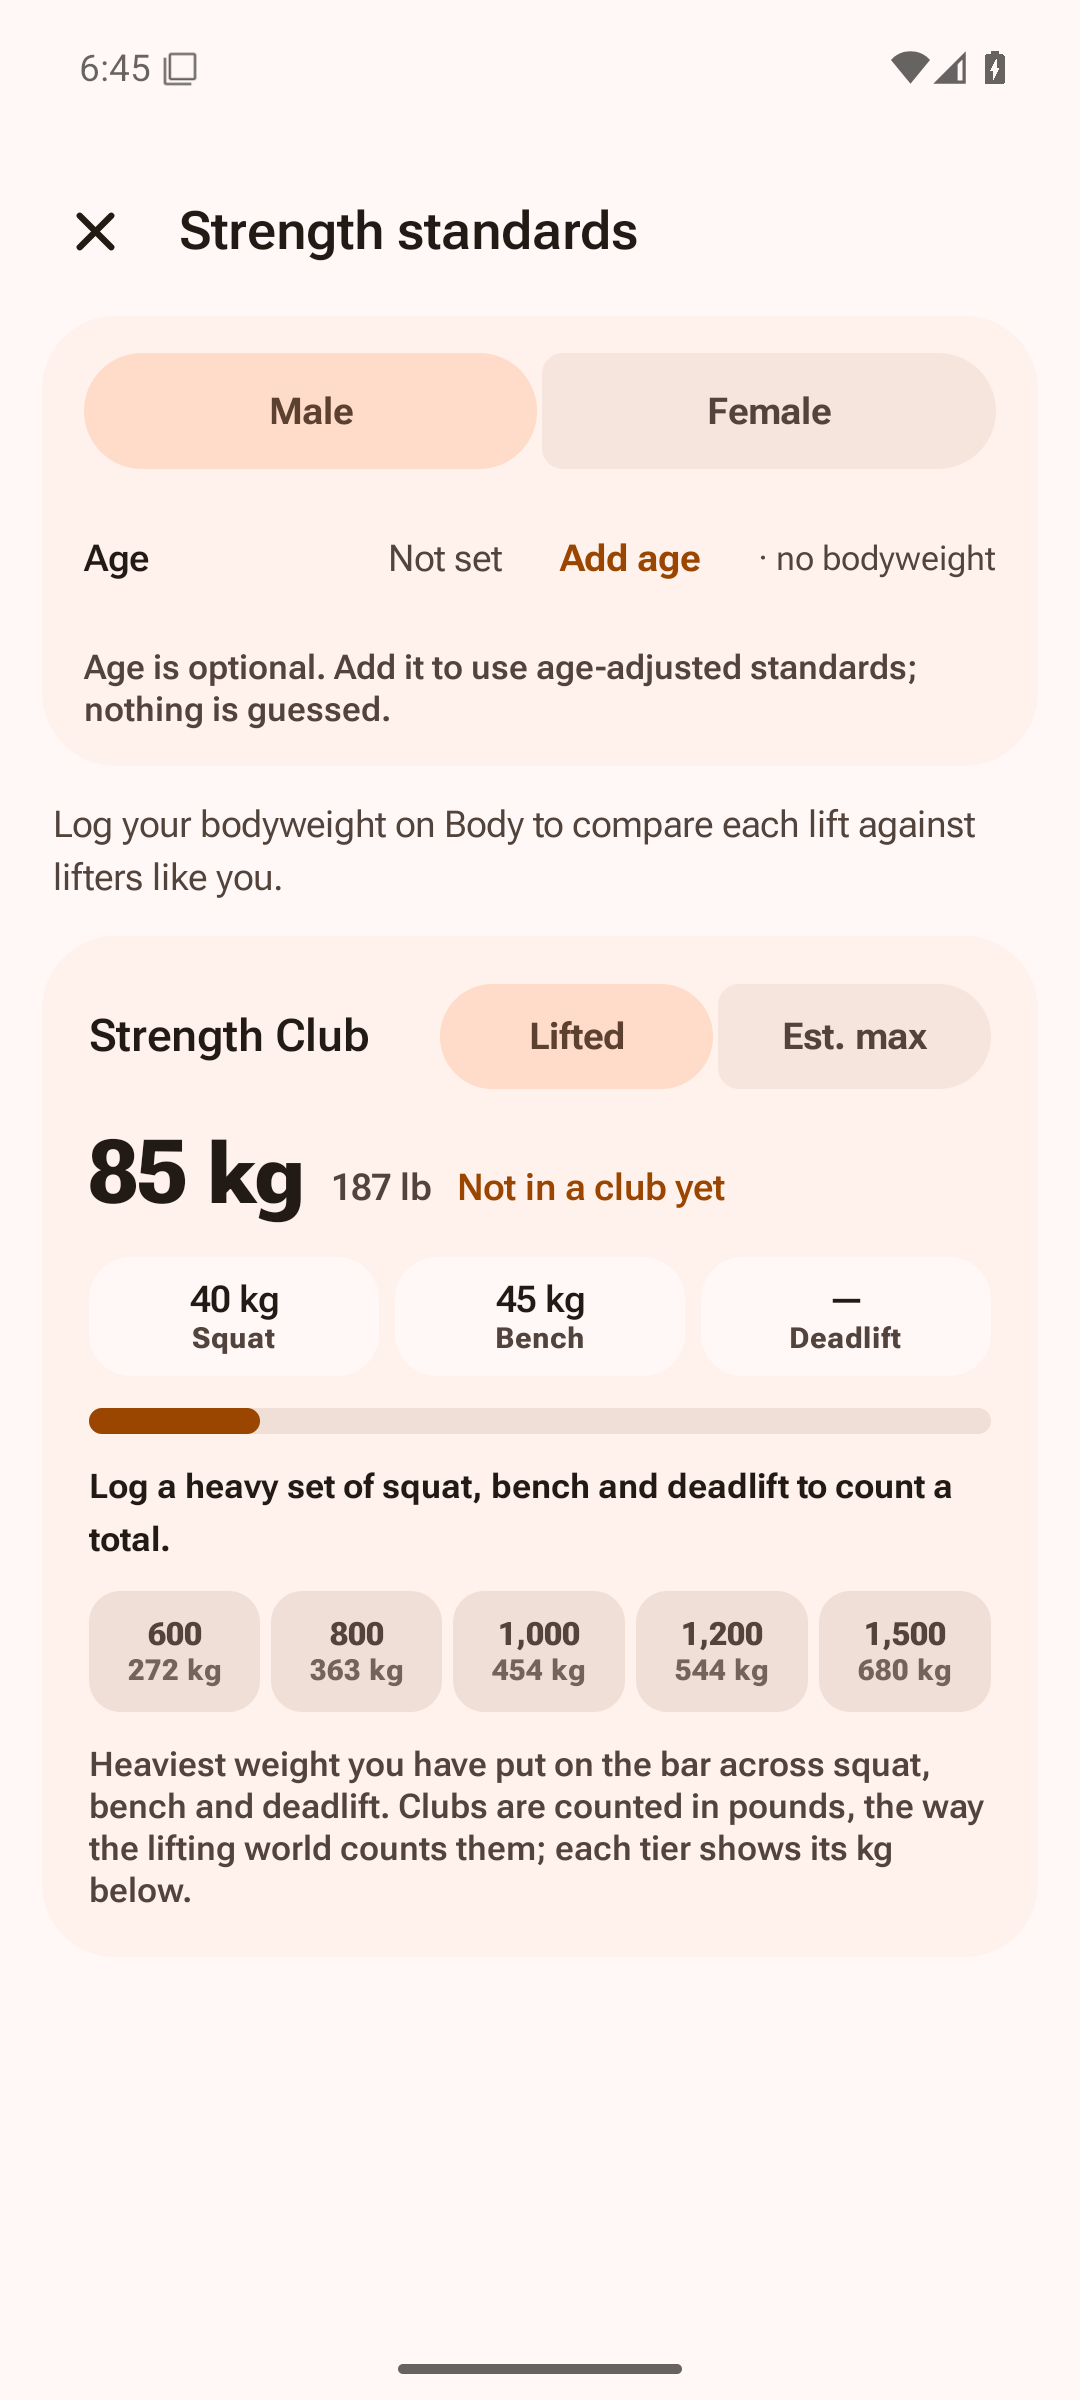 6:45
Strength standards
Male
Female
Age
Not set
Add age
· no bodyweight
Age is optional. Add it to use age-adjusted standards;
nothing is guessed.
Log your bodyweight on Body to compare each lift against
lifters like you.
Strength Club
Lifted
Est. max
85 kg
187 lb
Not in a club yet
40 kg
Squat
45 kg
Bench
—
Deadlift
Log a heavy set of squat, bench and deadlift to count a
total.
600
272 kg
800
363 kg
1,000
454 kg
1,200
544 kg
1,500
680 kg
Heaviest weight you have put on the bar across squat,
bench and deadlift. Clubs are counted in pounds, the way
the lifting world counts them; each tier shows its kg
below.